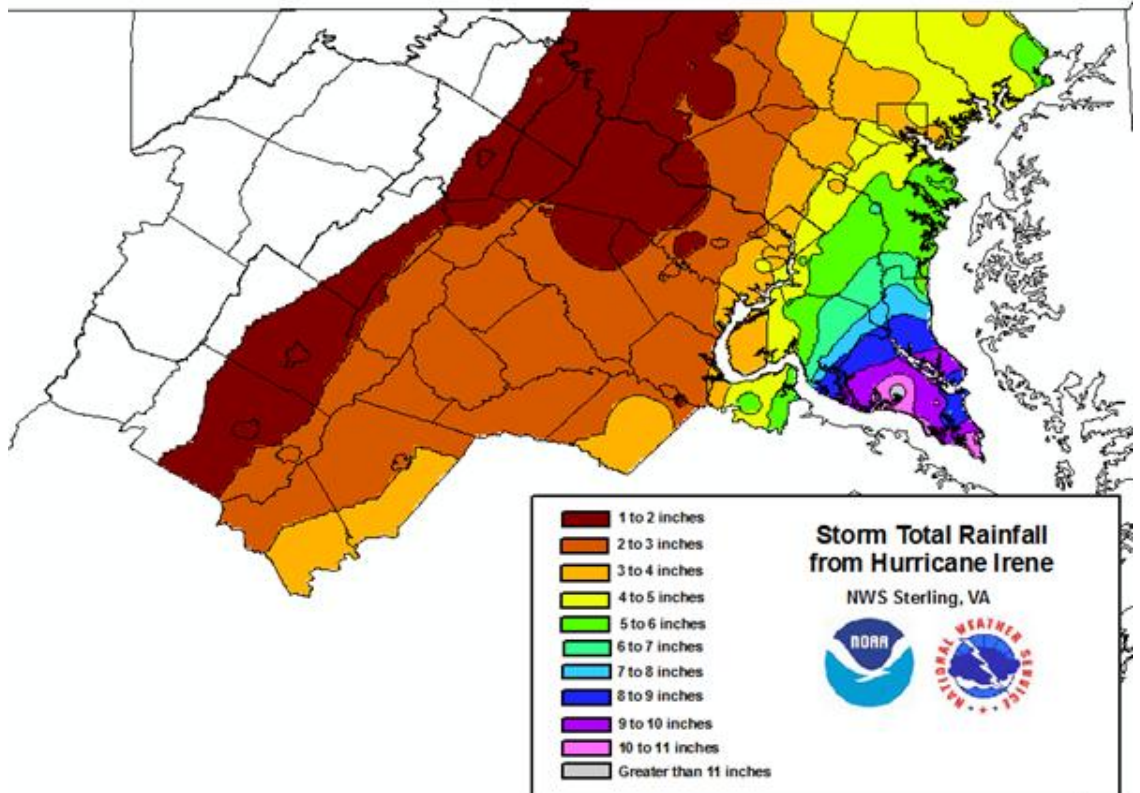 1 to 2 inches
2 to 3 inches
3 to 4 inches
4 to 5 inches
5 to 6 inches
6 to 7 inches
7 to 8 inches
8 to 9 inches
9 to 10 inches
10 to 11 inches
Greater than 11 inches
Storm Total Rainfall
from Hurricane Irene
NWS Sterling, VA
NOAA
NATIONAL WEATHER SERVICE